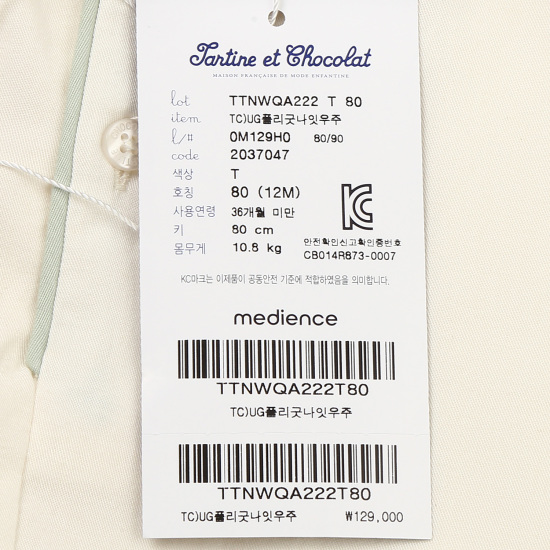 Tartine et Chocolat
MAISON FRANÇAISE DE MODE ENFANTINE
lot TTNWQA222 T 80
item TC)UG플리굿나잇우주
l/# 0M129H0 80/90
code 2037047
색상 T
호칭 80 (12M)
사용연령 36개월 미만
키 80 cm
몸무게 10.8 kg
안전확인신고확인증번호
CB014R873-0007
KC마크는 이제품이 공동안전 기준에 적합하였음을 의미합니다.
medience
TTNWQA222T80
TC)UG플리굿나잇우주
TTNWQA222T80
TC)UG플리굿나잇우주 ₩129,000